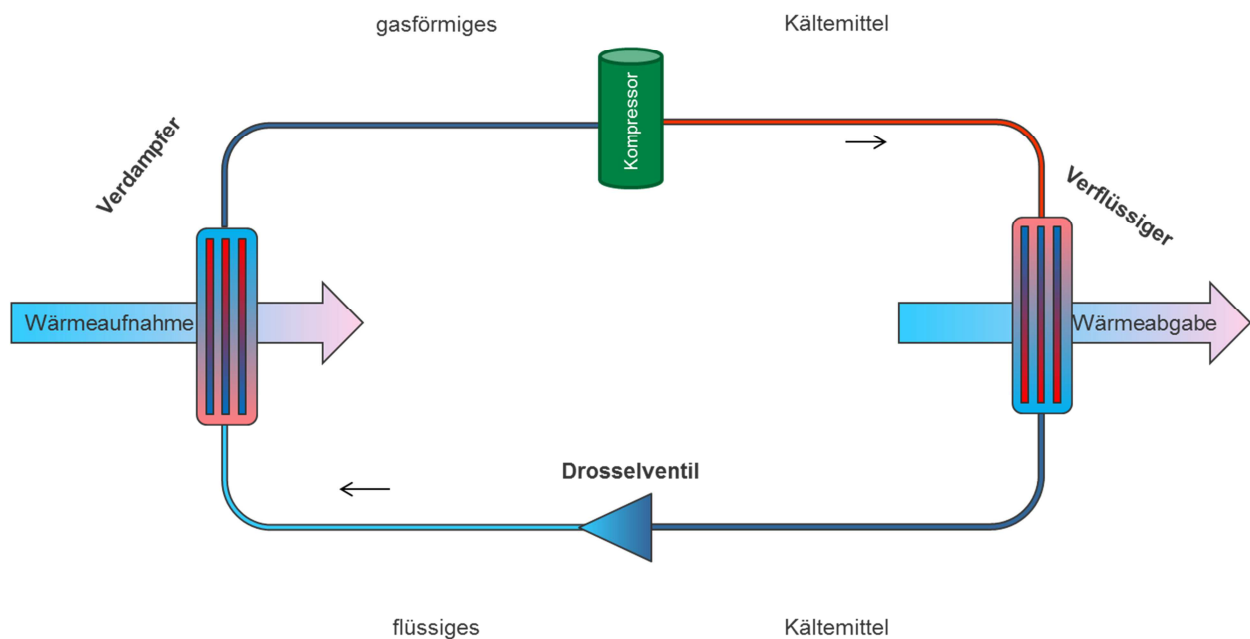 gasförmiges Kältemittel
Kompressor
Verdampfer
Verflüssiger
Wärmeaufnahme
Wärmeabgabe
Drosselventil
flüssiges Kältemittel